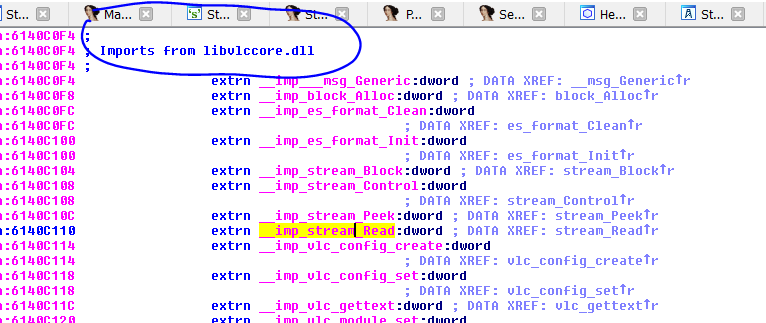 St... Ma... St... St... P... Se... He... St...
a:6140C0F4 ;
a:6140C0F4 ; Imports from libvlccore.dll
a:6140C0F4 ;
a:6140C0F4 extrn __imp___msg_Generic:dword ; DATA XREF: __msg_Generic↑r
a:6140C0F8 extrn __imp_block_Alloc:dword ; DATA XREF: block_Alloc↑r
a:6140C0FC extrn __imp_es_format_Clean:dword
a:6140C0FC ; DATA XREF: es_format_Clean↑r
a:6140C100 extrn __imp_es_format_Init:dword
a:6140C100 ; DATA XREF: es_format_Init↑r
a:6140C104 extrn __imp_stream_Block:dword ; DATA XREF: stream_Block↑r
a:6140C108 extrn __imp_stream_Control:dword
a:6140C108 ; DATA XREF: stream_Control↑r
a:6140C10C extrn __imp_stream_Peek:dword ; DATA XREF: stream_Peek↑r
a:6140C110 extrn __imp_stream_Read:dword ; DATA XREF: stream_Read↑r
a:6140C114 extrn __imp_vlc_config_create:dword
a:6140C114 ; DATA XREF: vlc_config_create↑r
a:6140C118 extrn __imp_vlc_config_set:dword
a:6140C118 ; DATA XREF: vlc_config_set↑r
a:6140C11C extrn __imp_vlc_gettext:dword ; DATA XREF: vlc_gettext↑r
a:6140C120 extrn __imp_vlc_module_set:dword